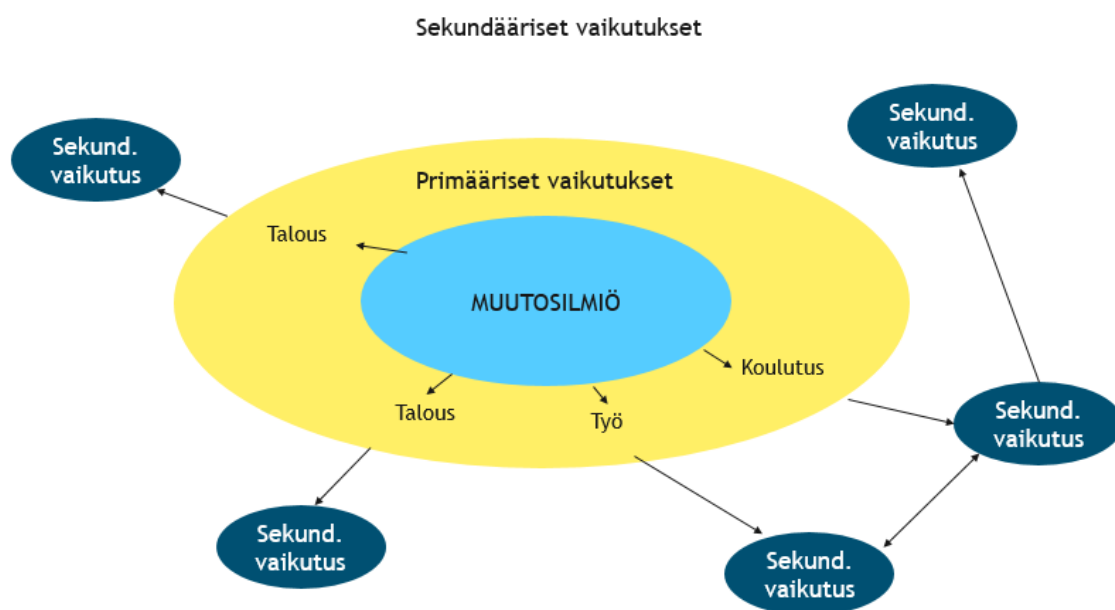 Sekundääriset vaikutukset
Sekund.
vaikutus
Sekund.
vaikutus
Primääriset vaikutukset
Talous
MUUTOSILMIÖ
Koulutus
Talous
Työ
Sekund.
vaikutus
Sekund.
vaikutus
Sekund.
vaikutus